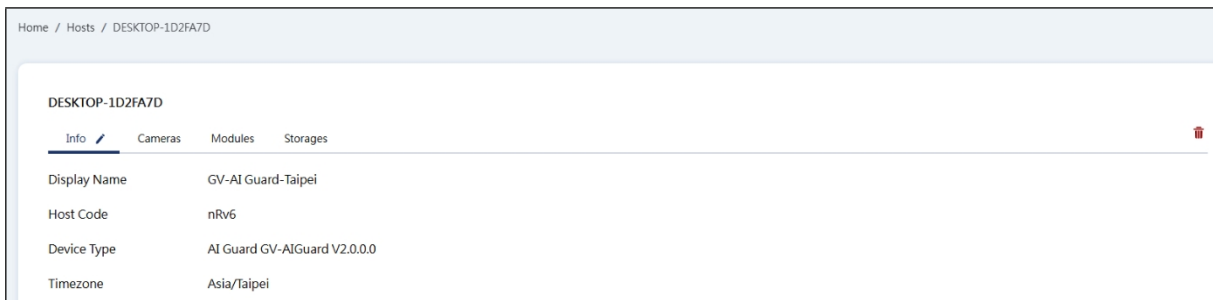 Home / Hosts / DESKTOP-1D2FA7D
DESKTOP-1D2FA7D
Info Cameras Modules Storages
Display Name GV-AI Guard-Taipei
Host Code nRv6
Device Type AI Guard GV-AIGuard V2.0.0.0
Timezone Asia/Taipei